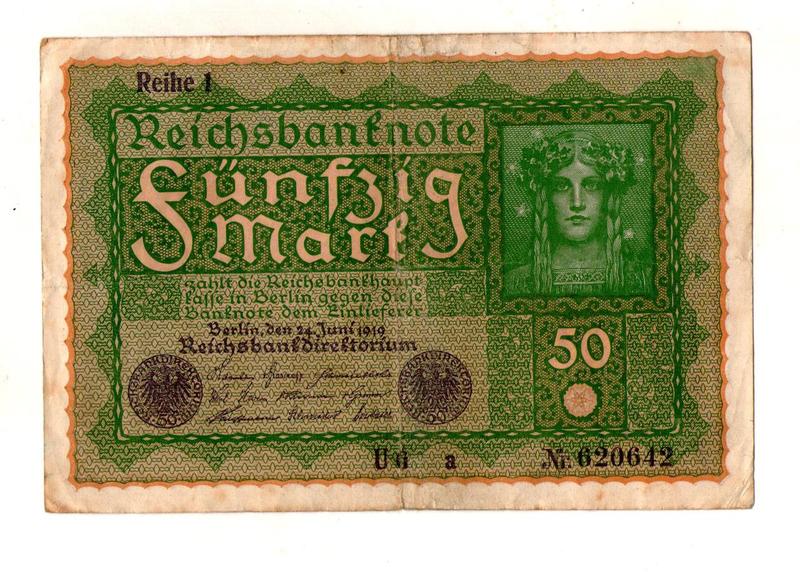 Reihe 1
Reichsbanknote
Fünfzig
Mark
zahlt die Reichsbankhaupt
kasse in Berlin gegen diese
Banknote dem Einlieferer
Berlin, den 24. Juni 1919
Reichsbankdirektorium
50
a
Nr. 620642